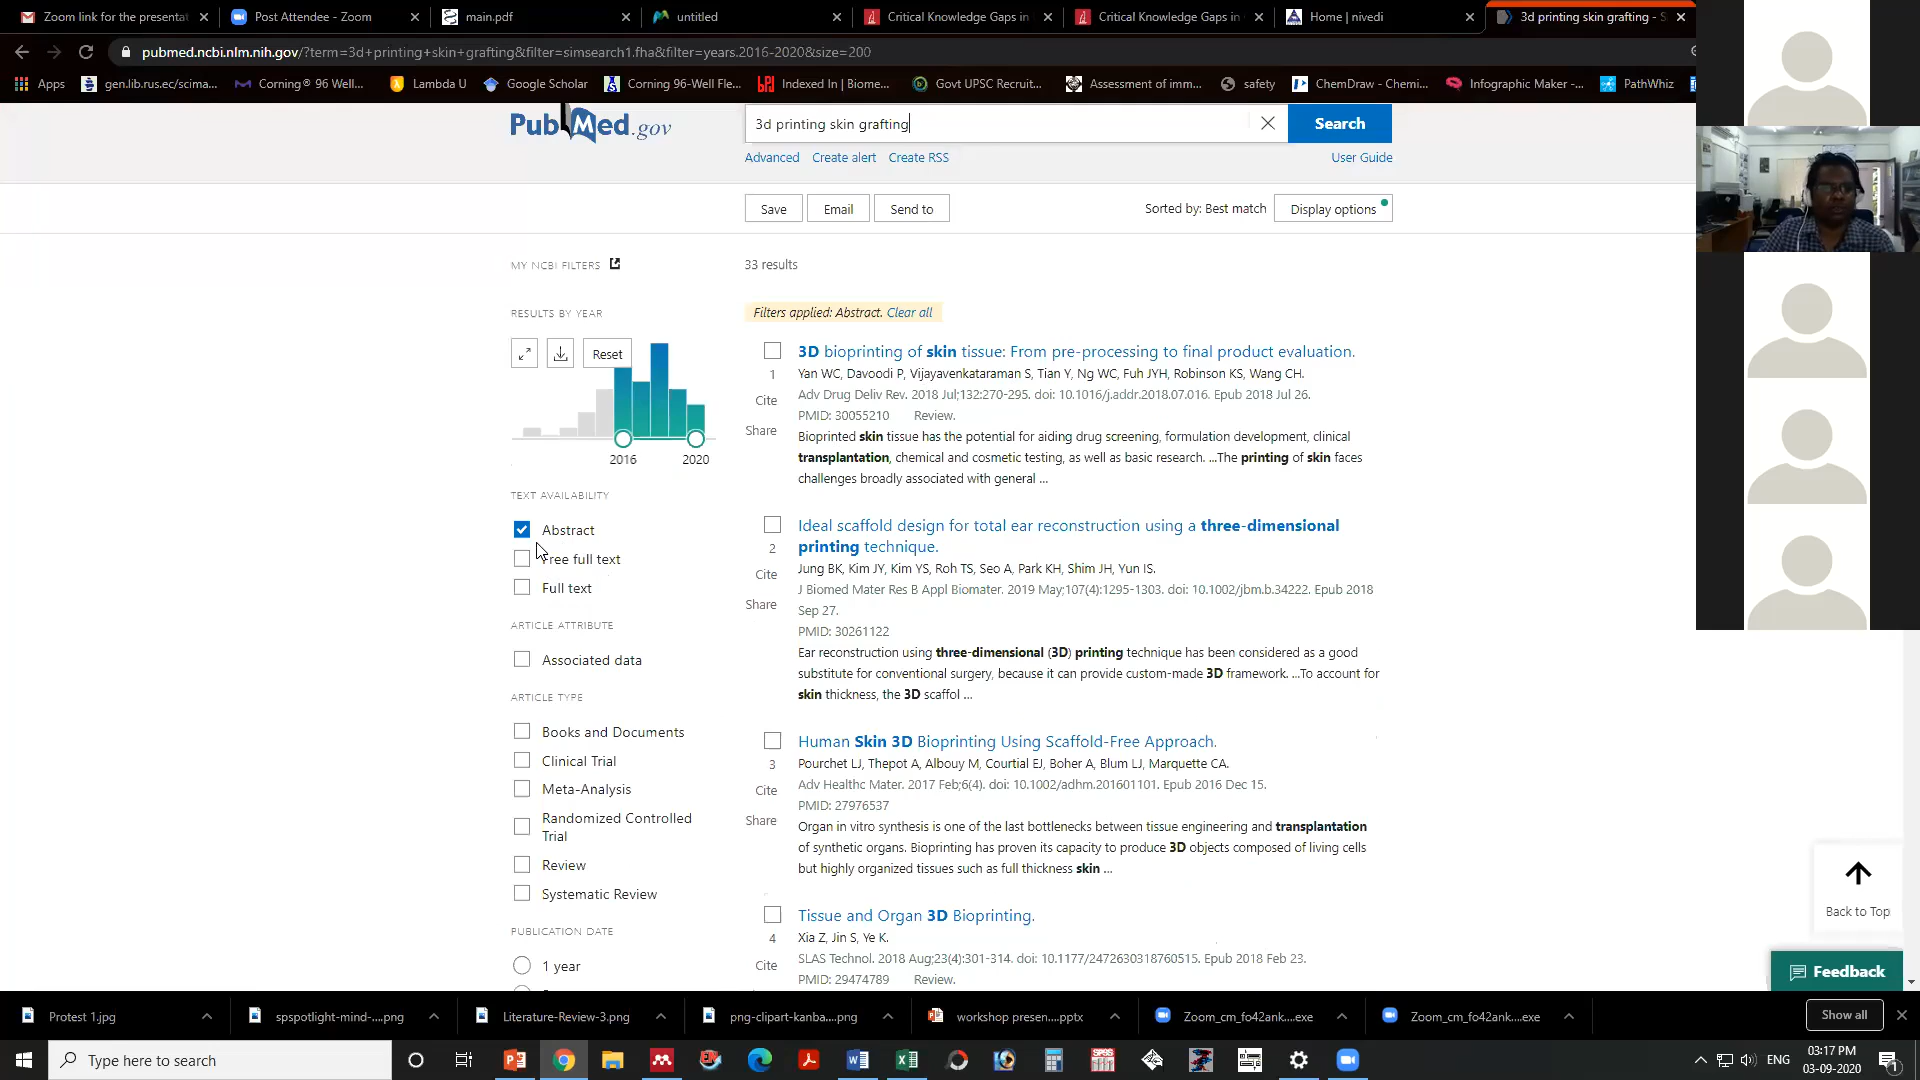 Zoom link for the presentat
Post Attendee - Zoom
main.pdf
untitled
Critical Knowledge Gaps in
Critical Knowledge Gaps in
Home | nivedi
3d printing skin grafting - S
pubmed.ncbi.nlm.nih.gov/?term=3d+printing+skin+grafting&filter=simsearch1.fha&filter=years.2016-2020&size=200
Apps
gen.lib.rus.ec/scima...
Corning® 96 Well...
Lambda U
Google Scholar
Corning 96-Well Fle...
Indexed In | Biome...
Govt UPSC Recruit...
Assessment of imm...
safety
ChemDraw - Chemi...
Infographic Maker -...
PathWhiz
PubMed.gov
3d printing skin grafting
Search
Advanced
Create alert
Create RSS
User Guide
Save
Email
Send to
Sorted by: Best match
Display options
MY NCBI FILTERS
33 results
RESULTS BY YEAR
Reset
2016
2020
TEXT AVAILABILITY
Abstract
Free full text
Full text
ARTICLE ATTRIBUTE
Associated data
ARTICLE TYPE
Books and Documents
Clinical Trial
Meta-Analysis
Randomized Controlled
Trial
Review
Systematic Review
PUBLICATION DATE
1 year
Filters applied: Abstract. Clear all
3D bioprinting of skin tissue: From pre-processing to final product evaluation.
1
Yan WC, Davoodi P, Vijayavenkataraman S, Tian Y, Ng WC, Fuh JYH, Robinson KS, Wang CH.
Cite
Adv Drug Deliv Rev. 2018 Jul;132:270-295. doi: 10.1016/j.addr.2018.07.016. Epub 2018 Jul 26.
PMID: 30055210 Review.
Share
Bioprinted skin tissue has the potential for aiding drug screening, formulation development, clinical
transplantation, chemical and cosmetic testing, as well as basic research. ...The printing of skin faces
challenges broadly associated with general ...
Ideal scaffold design for total ear reconstruction using a three-dimensional
printing technique.
2
Jung BK, Kim JY, Kim YS, Roh TS, Seo A, Park KH, Shim JH, Yun IS.
Cite
J Biomed Mater Res B Appl Biomater. 2019 May;107(4):1295-1303. doi: 10.1002/jbm.b.34222. Epub 2018
Share
Sep 27.
PMID: 30261122
Ear reconstruction using three-dimensional (3D) printing technique has been considered as a good
substitute for conventional surgery, because it can provide custom-made 3D framework. ...To account for
skin thickness, the 3D scaffol ...
Human Skin 3D Bioprinting Using Scaffold-Free Approach.
3
Pourchet LJ, Thepot A, Albouy M, Courtial EJ, Boher A, Blum LJ, Marquette CA.
Cite
Adv Healthc Mater. 2017 Feb;6(4). doi: 10.1002/adhm.201601101. Epub 2016 Dec 15.
PMID: 27976537
Share
Organ in vitro synthesis is one of the last bottlenecks between tissue engineering and transplantation
of synthetic organs. Bioprinting has proven its capacity to produce 3D objects composed of living cells
but highly organized tissues such as full thickness skin ...
Tissue and Organ 3D Bioprinting.
4
Xia Z, Jin S, Ye K.
Cite
SLAS Technol. 2018 Aug;23(4):301-314. doi: 10.1177/2472630318760515. Epub 2018 Feb 23.
PMID: 29474789 Review.
Back to Top
Feedback
Protest 1.jpg
spspotlight-mind-....png
Literature-Review-3.png
png-clipart-kanba....png
workshop presen....pptx
Zoom_cm_fo42ank....exe
Zoom_cm_fo42ank....exe
Show all
Type here to search
ENG
03:17 PM
03-09-2020
1